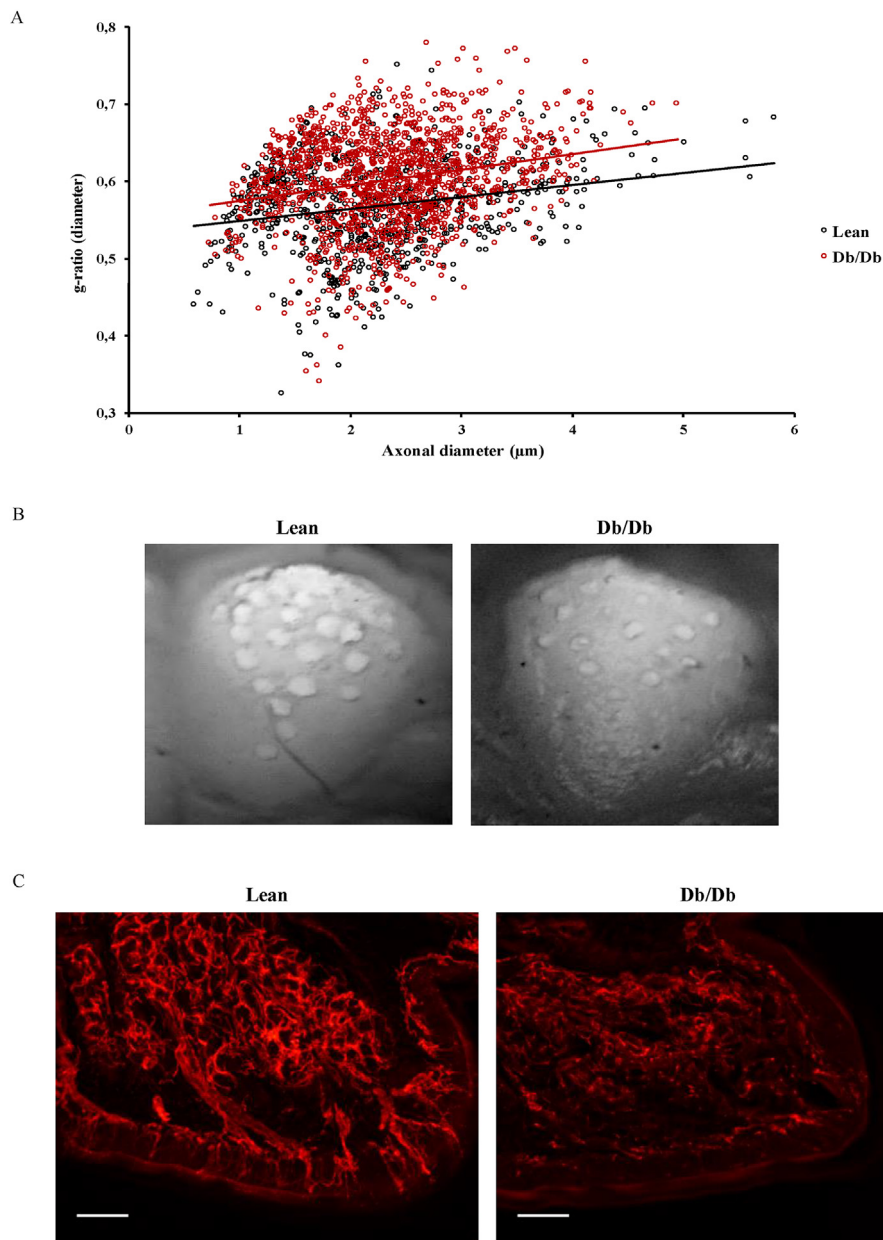 A
0,8
0,7
0,6
0,5
0,4
0,3
g-ratio (diameter)
0 1 2 3 4 5 6
Axonal diameter (µm)
Lean
Db/Db
B
Lean Db/Db
C
Lean Db/Db